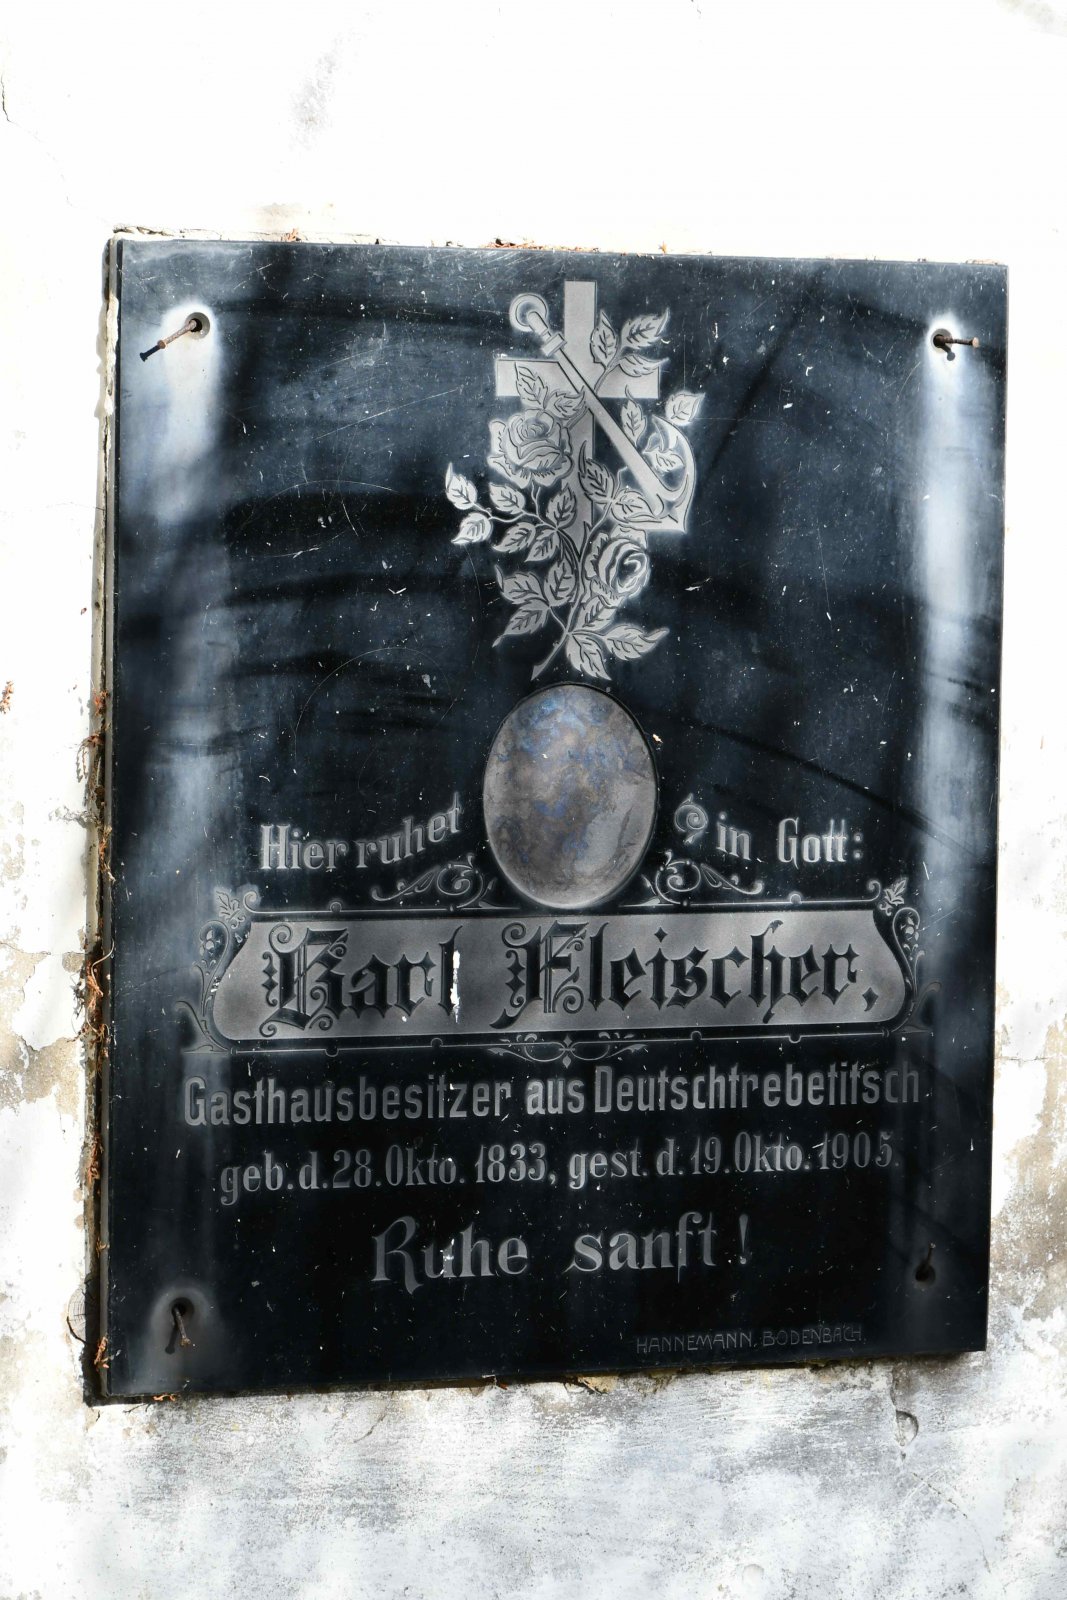 Hier ruhet in Gott:
Karl Fleischer,
Gasthausbesitzer aus Deutschtrebetitsch
geb. d. 28. Okto. 1833, gest. d. 19. Okto. 1905.
Ruhe sanft!
HANNEMANN, BODENBACH.